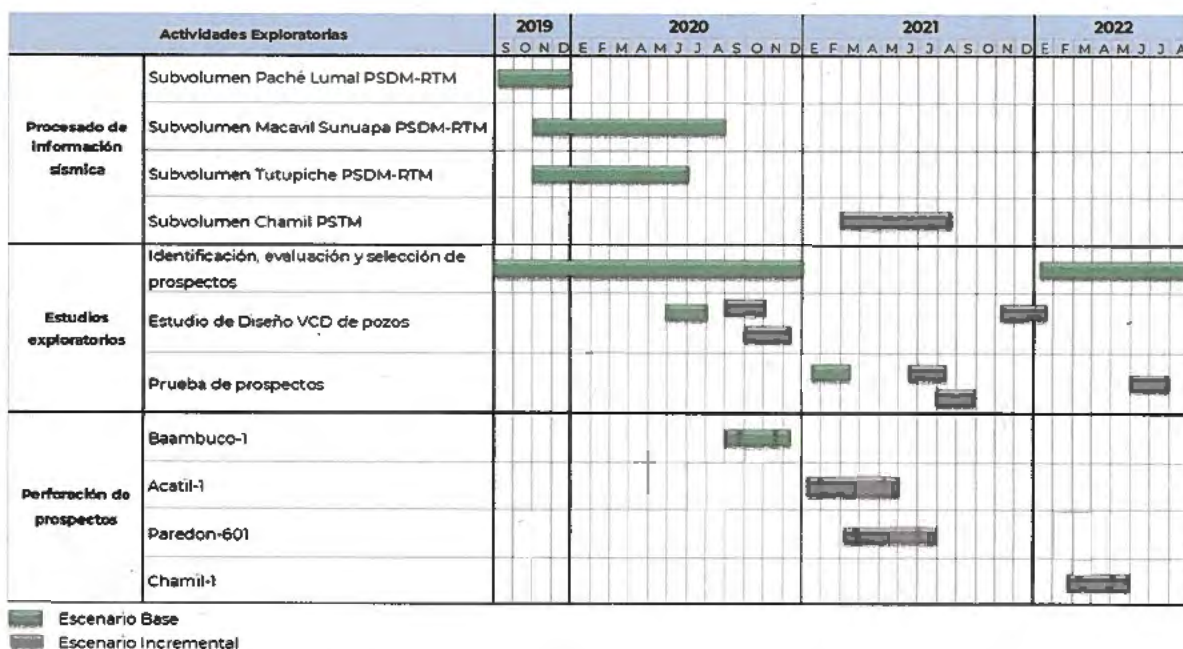 Actividades Exploratorias 2019 2020 2021 2022
S O N D E F M A M J J A S O N D E F M A M J J A S O N D E F M A M J J A
Procesado de información sísmica
Subvolumen Paché Lumal PSDM-RTM
Subvolumen Macavil Sunuapa PSDM-RTM
Subvolumen Tutupiche PSDM-RTM
Subvolumen Chamil PSTM
Estudios exploratorios
Identificación, evaluación y selección de
prospectos
Estudio de Diseño VCD de pozos
Prueba de prospectos
Perforación de prospectos
Baambuco-1
Acatil-1
Paredon-601
Chamil-1
Escenario Base
Escenario Incremental